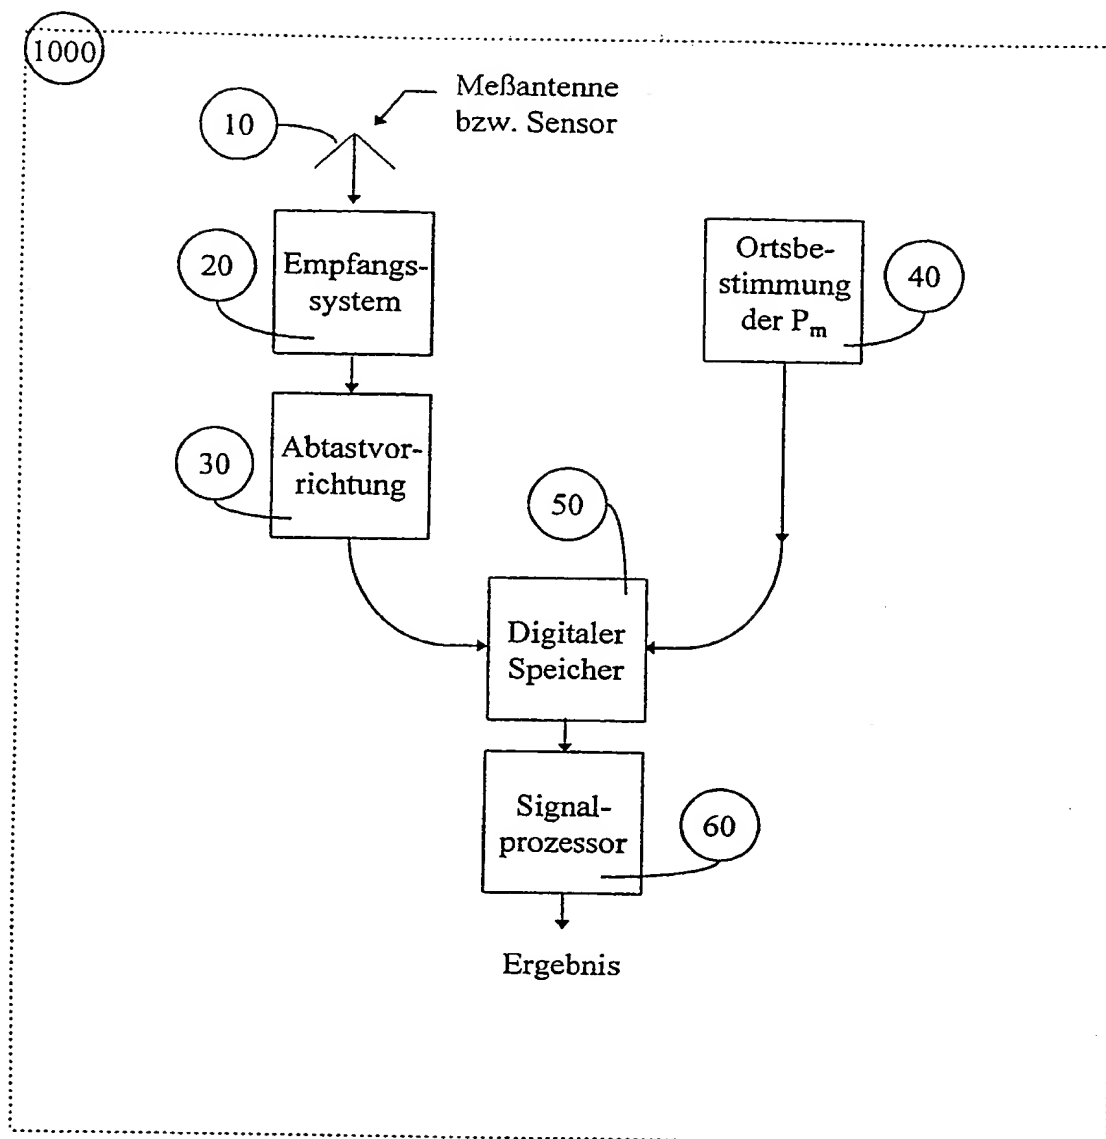 1000
Meßantenne
bzw. Sensor
10
20
Empfangs-
system
Ortsbe-
stimmung
der Pm
40
30
Abtastvor-
richtung
50
Digitaler
Speicher
Signal-
prozessor
60
Ergebnis